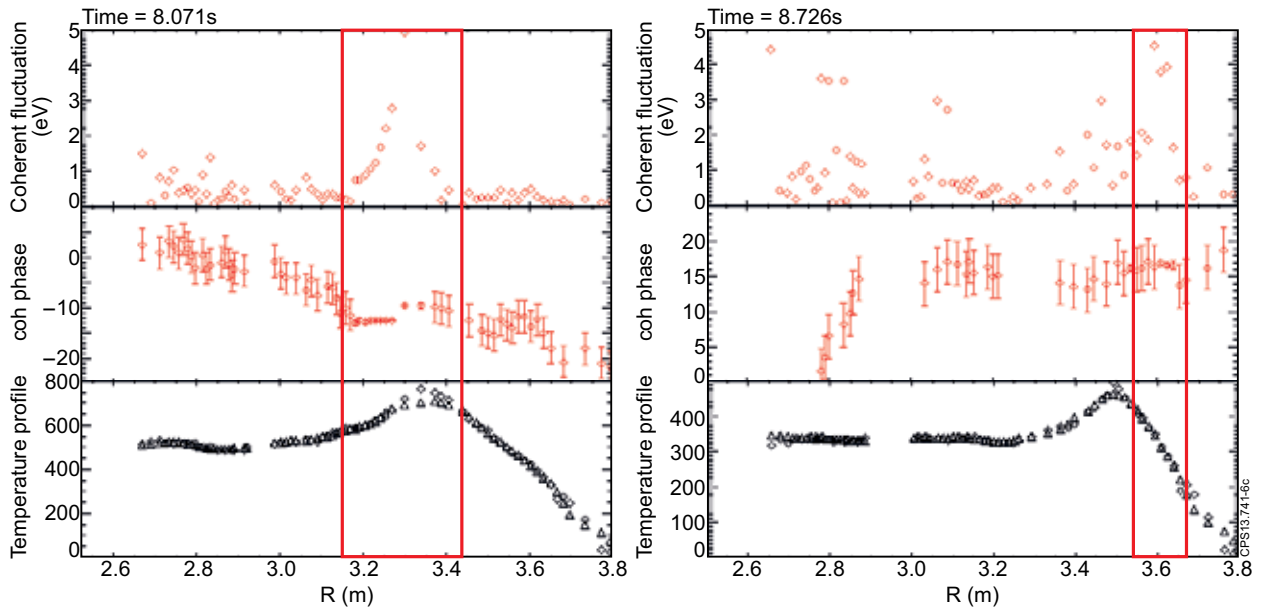 Time = 8.071s
Coherent fluctuation
(eV)
5
4
3
2
1
0
coh phase
0
−10
−20
Temperature profile
800
600
400
200
0
2.6 2.8 3.0 3.2 3.4 3.6 3.8
R (m)
Time = 8.726s
Coherent fluctuation
(eV)
5
4
3
2
1
0
coh phase
20
15
10
5
0
Temperature profile
400
300
200
100
0
2.6 2.8 3.0 3.2 3.4 3.6 3.8
R (m)
CPS13.741-6c